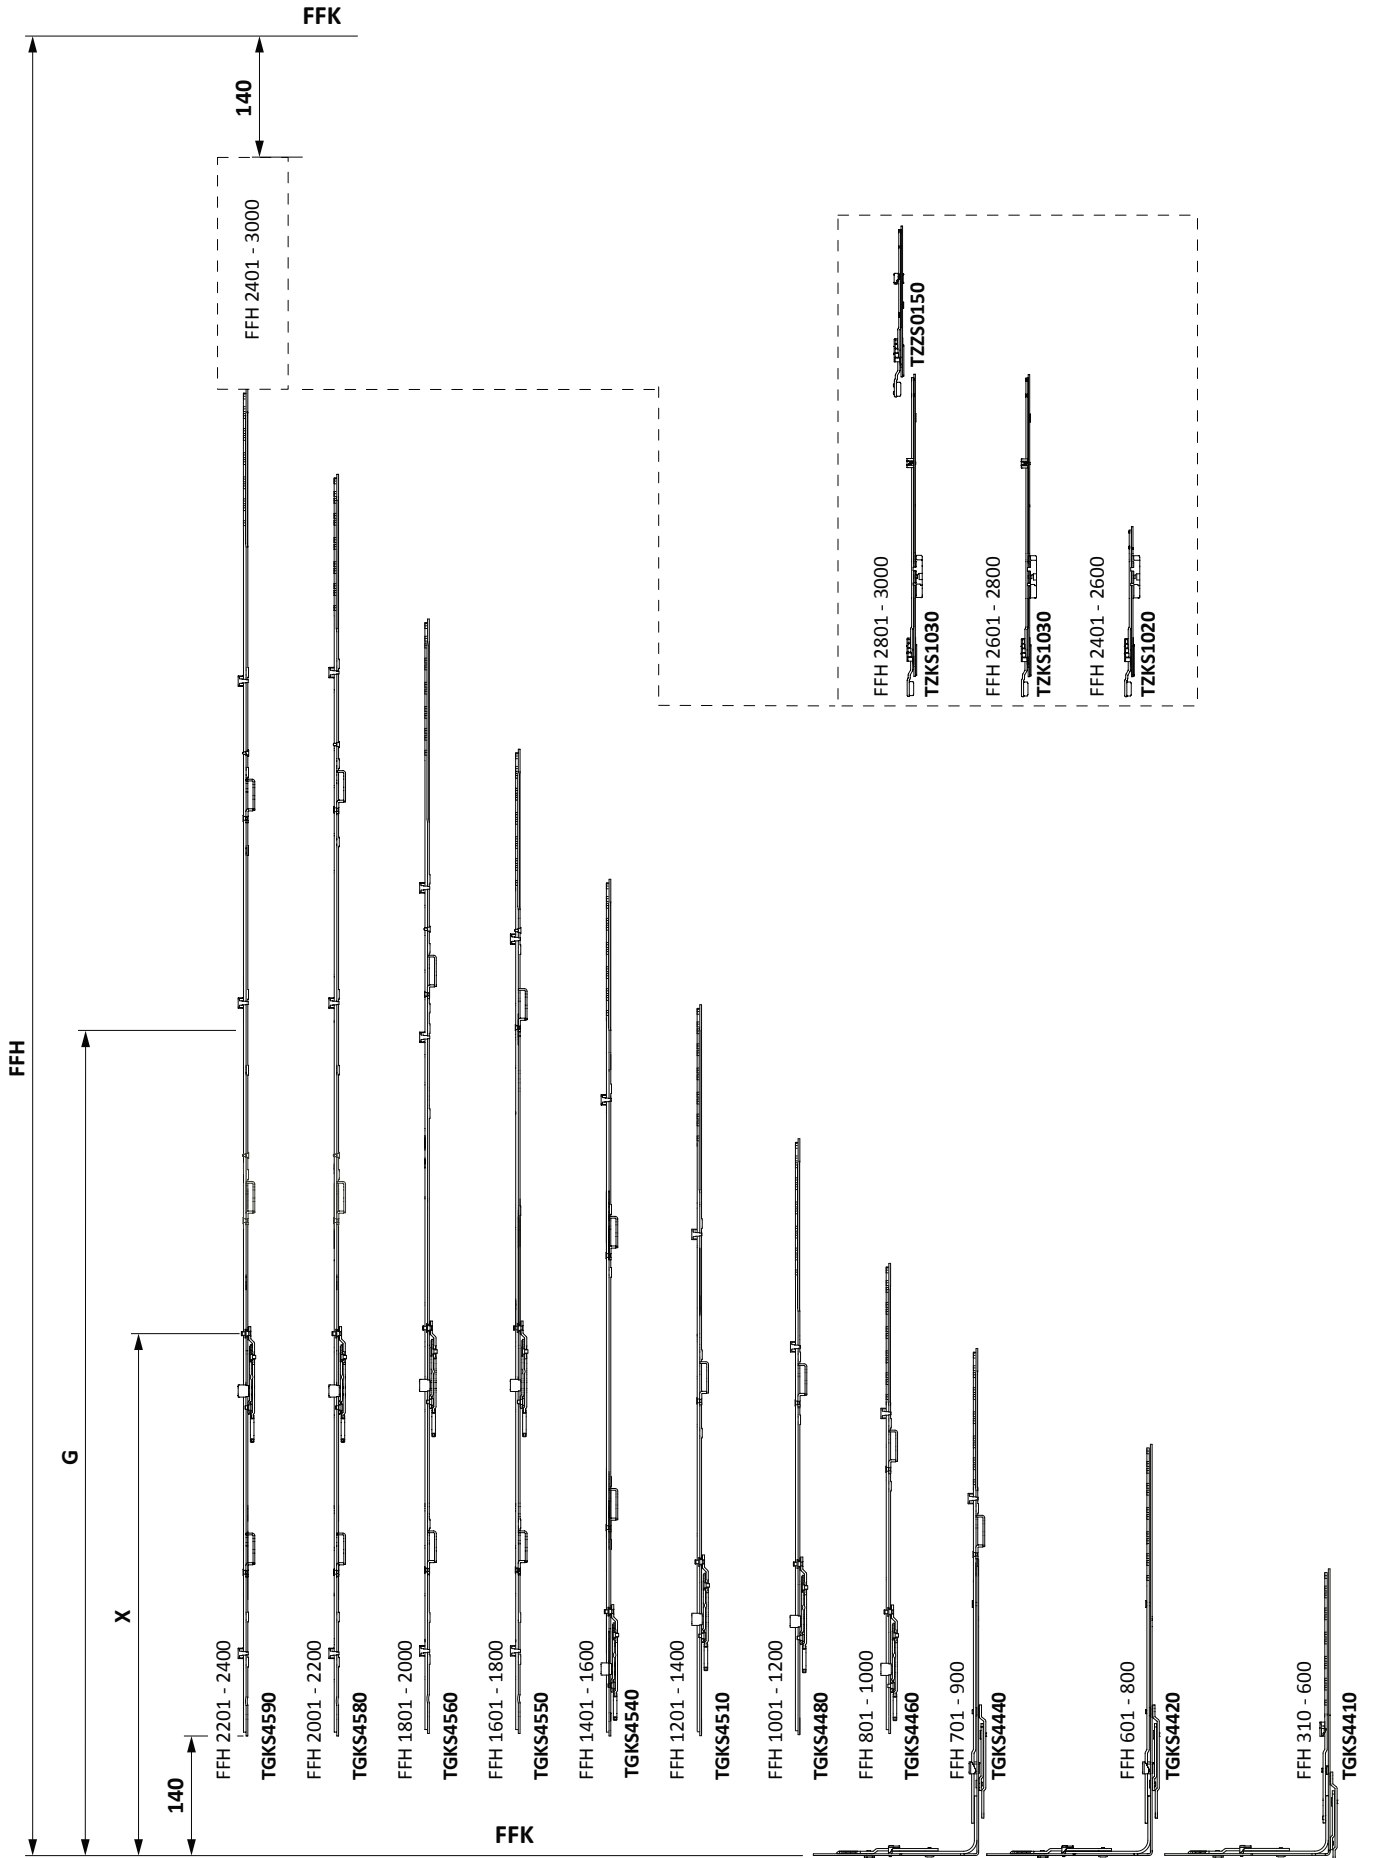 FFK
140
FFH 2401 - 3000
TZZS0150
FFH 2801 - 3000
TZKS1030
FFH 2601 - 2800
TZKS1030
FFH 2401 - 2600
TZKS1020
FFH
G
X
140
FFH 2201 - 2400
TGKS4590
FFH 2001 - 2200
TGKS4580
FFH 1801 - 2000
TGKS4560
FFH 1601 - 1800
TGKS4550
FFH 1401 - 1600
TGKS4540
FFH 1201 - 1400
TGKS4510
FFH 1001 - 1200
TGKS4480
FFH 801 - 1000
TGKS4460
FFH 701 - 900
TGKS4440
FFH 601 - 800
TGKS4420
FFH 310 - 600
TGKS4410
FFK